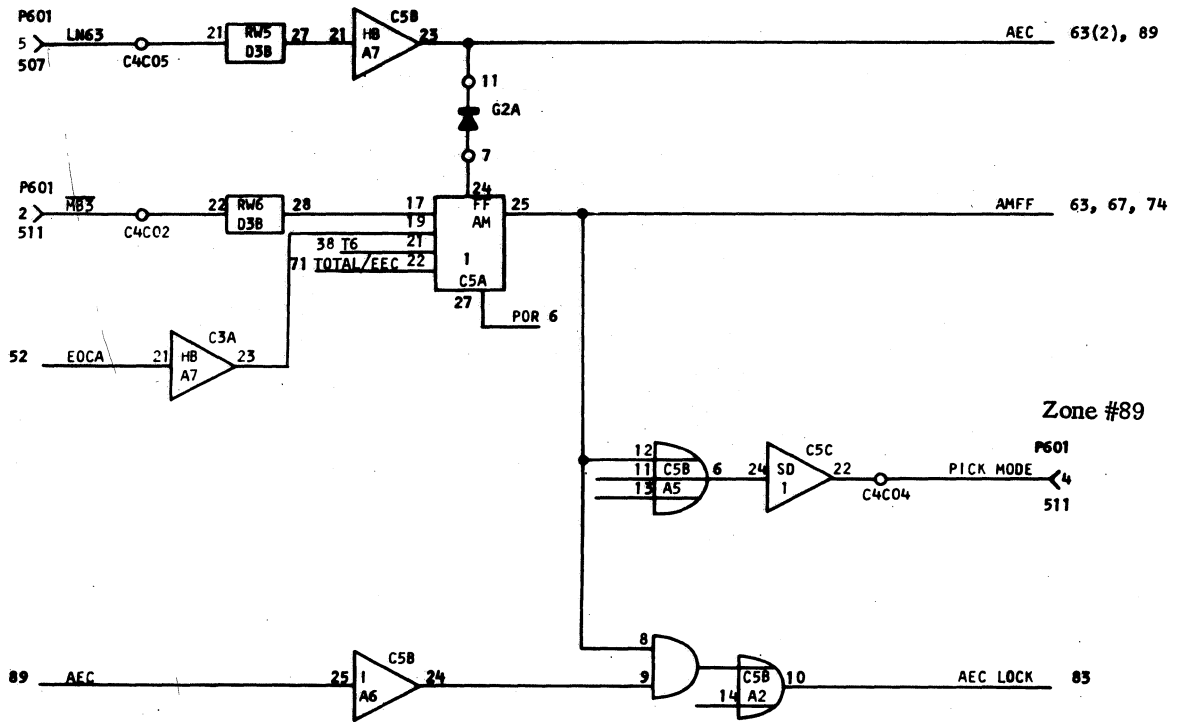 P601 C5B
5 LN63 21 RW5 27 21 HB 23 AEC 63(2), 89
507 C4C05 D3B A7
11
G2A
7
P601 24
2 M̅B̅3̅ 22 RW6 28 17 FF 25 AMFF 63, 67, 74
511 C4C02 D3B 19 AM
38 T6 21
71 TOTAL/EEC 22 1
C5A
27
POR 6
C3A
52 EOCA 21 HB 23
A7
Zone #89
P601
12 C5C
11 C5B 6 24 SD 22 PICK MODE 4
13 A5 1 C4C04
511
8
C5B
89 AEC 25 I 24 9 C5B 10 AEC LOCK 83
A6 14 A2